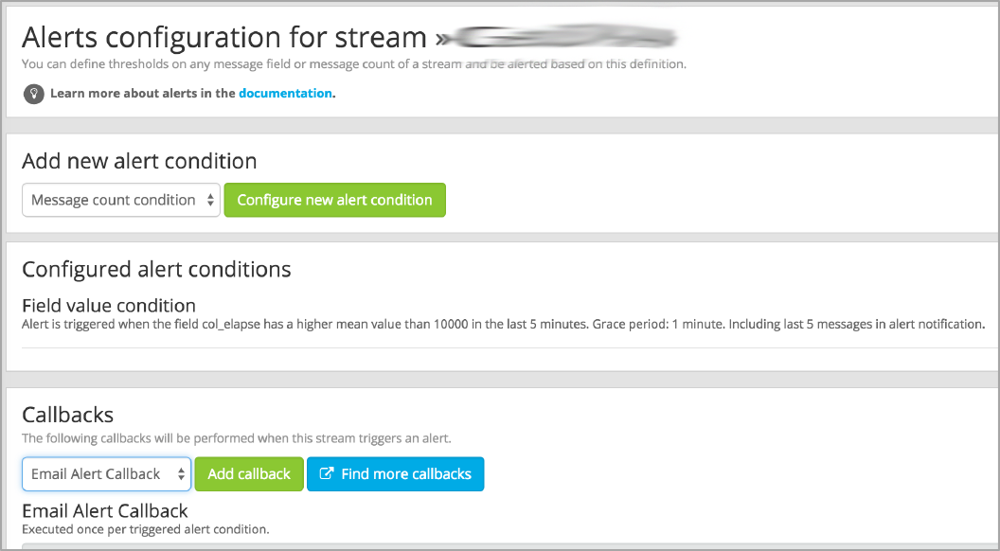 Alerts configuration for stream »
You can define thresholds on any message field or message count of a stream and be alerted based on this definition.
Learn more about alerts in the documentation.
Add new alert condition
Message count condition Configure new alert condition
Configured alert conditions
Field value condition
Alert is triggered when the field col_elapse has a higher mean value than 10000 in the last 5 minutes. Grace period: 1 minute. Including last 5 messages in alert notification.
Callbacks
The following callbacks will be performed when this stream triggers an alert.
Email Alert Callback Add callback Find more callbacks
Email Alert Callback
Executed once per triggered alert condition.